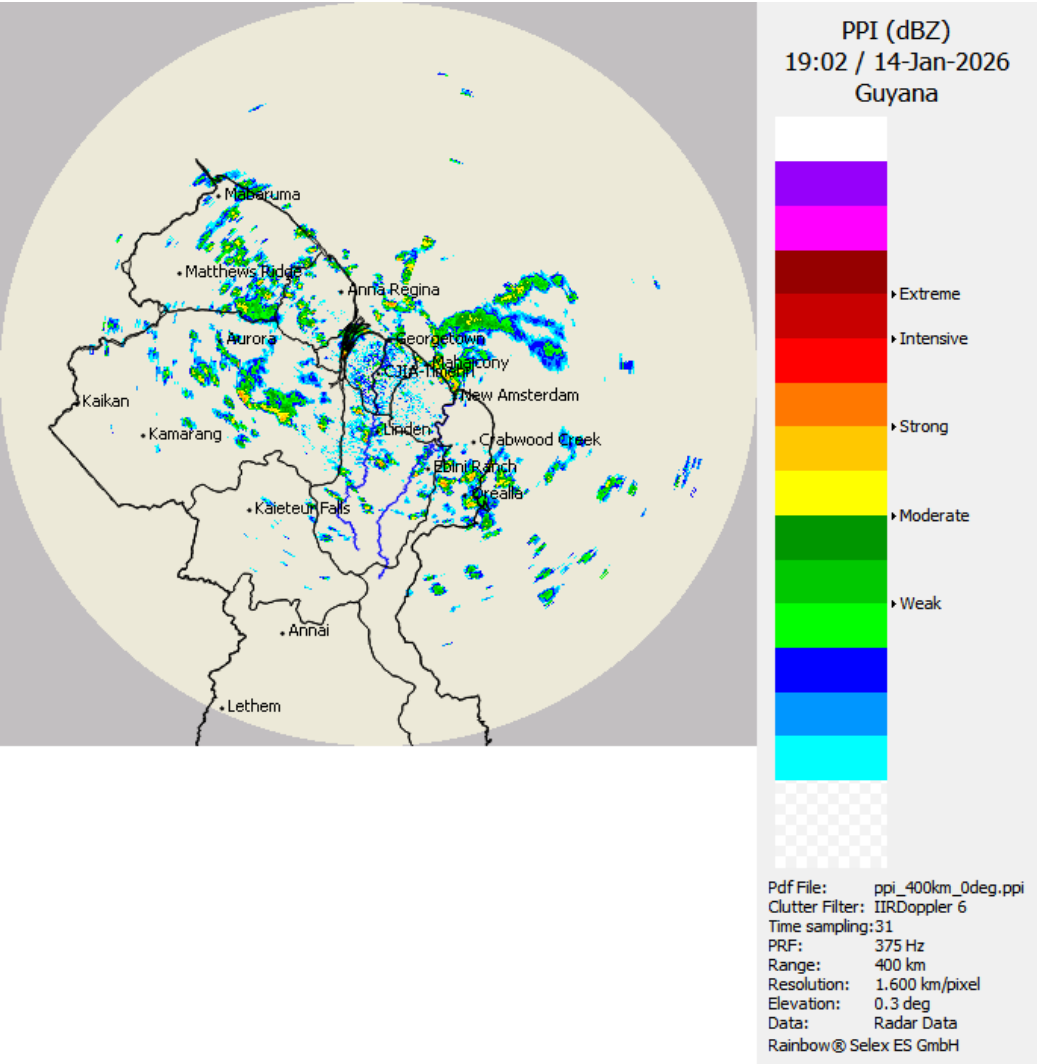 PPI (dBZ)
19:02 / 14-Jan-2026
Guyana
Mabaruma
Matthews Ridge
Anna Regina
Aurora
Georgetown
Mahaicony
CJIA-Timehri
Kaikan
New Amsterdam
Kamarang
Linden
Crabwood Creek
Ebini Ranch
Orealla
Kaieteur Falls
Annai
Lethem
Extreme
Intensive
Strong
Moderate
Weak
Pdf File: ppi_400km_0deg.ppi
Clutter Filter: IIRDoppler 6
Time sampling:31
PRF: 375 Hz
Range: 400 km
Resolution: 1.600 km/pixel
Elevation: 0.3 deg
Data: Radar Data
Rainbow® Selex ES GmbH